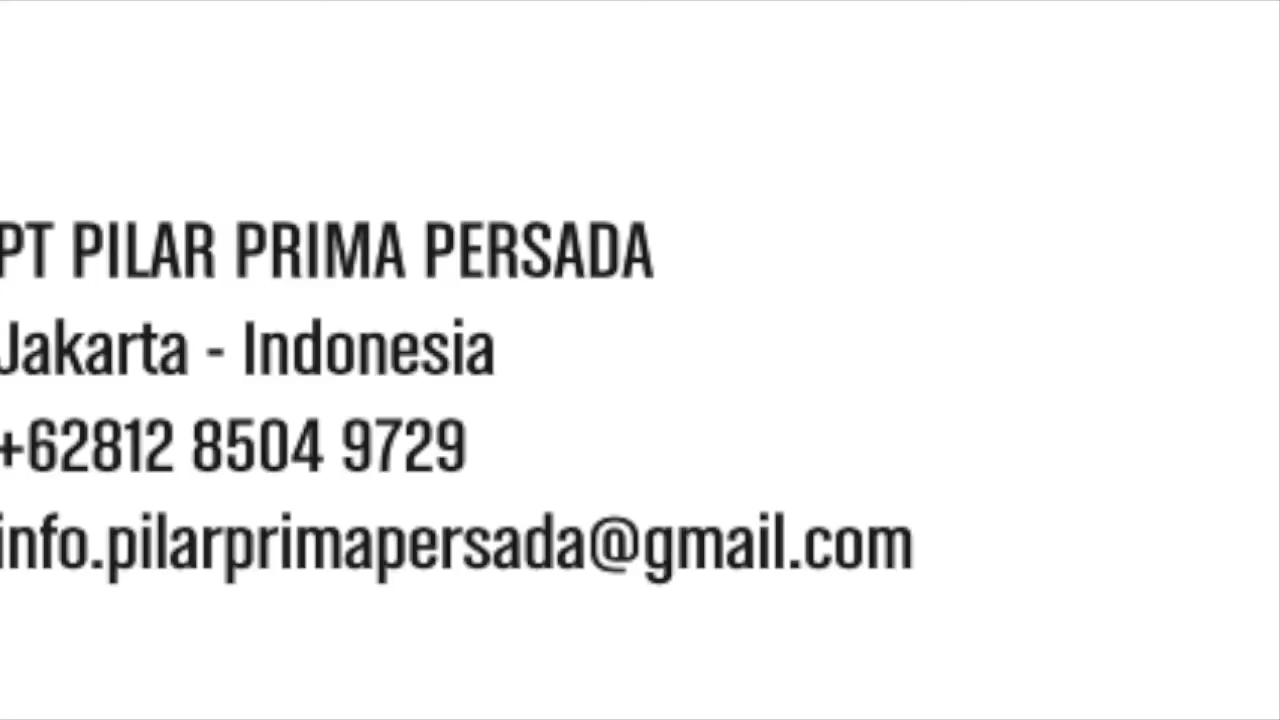 PT PILAR PRIMA PERSADA
Jakarta - Indonesia
+62812 8504 9729
info.pilarprimapersada@gmail.com